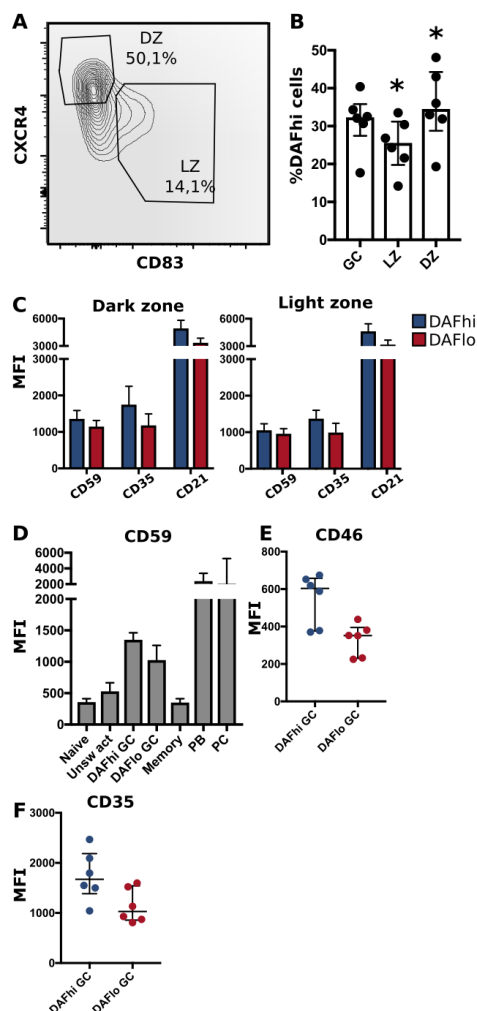 A
DZ
50,1%
LZ
14,1%
CXCR4
CD83
B
%DAFhi cells
50
40
30
20
10
0
* *
GC LZ DZ
C
Dark zone Light zone
DAFhi
DAFlo
MFI
6000
3000
3000
2000
1000
0
CD59 CD35 CD21
6000
3000
3000
2000
1000
0
CD59 CD35 CD21
D
CD59
MFI
6000
4000
2000
2000
1500
1000
500
0
Naive Unsw act DAFhi GC DAFlo GC Memory PB PC
E
CD46
MFI
800
600
400
200
0
DAFhi GC DAFlo GC
F
CD35
MFI
3000
2000
1000
0
DAFhi GC DAFlo GC